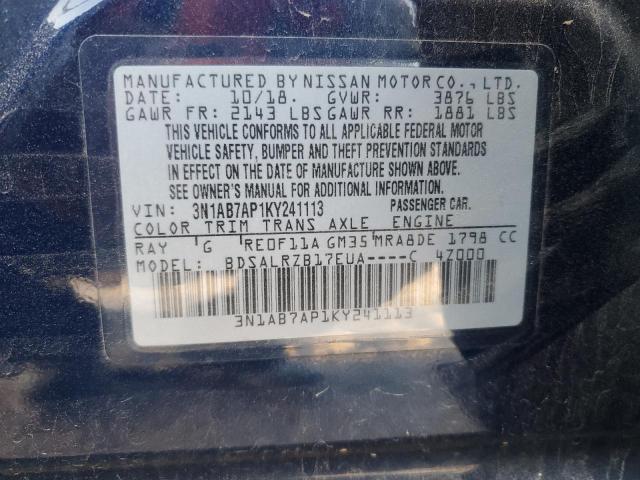 MANUFACTURED BY NISSAN MOTOR CO., LTD.
DATE: 10/18. GVWR: 3876 LBS
GAWR FR: 2143 LBS GAWR RR: 1881 LBS
THIS VEHICLE CONFORMS TO ALL APPLICABLE FEDERAL MOTOR
VEHICLE SAFETY, BUMPER AND THEFT PREVENTION STANDARDS
IN EFFECT ON THE DATE OF MANUFACTURE SHOWN ABOVE.
SEE OWNER'S MANUAL FOR ADDITIONAL INFORMATION.
VIN: 3N1AB7AP1KY241113 PASSENGER CAR.
COLOR TRIM TRANS AXLE ENGINE
RAY G RE0F11A GM35 MRA8DE 1798 CC
MODEL: BDSALRZB17EUA----C 4Z000
3N1AB7AP1KY241113